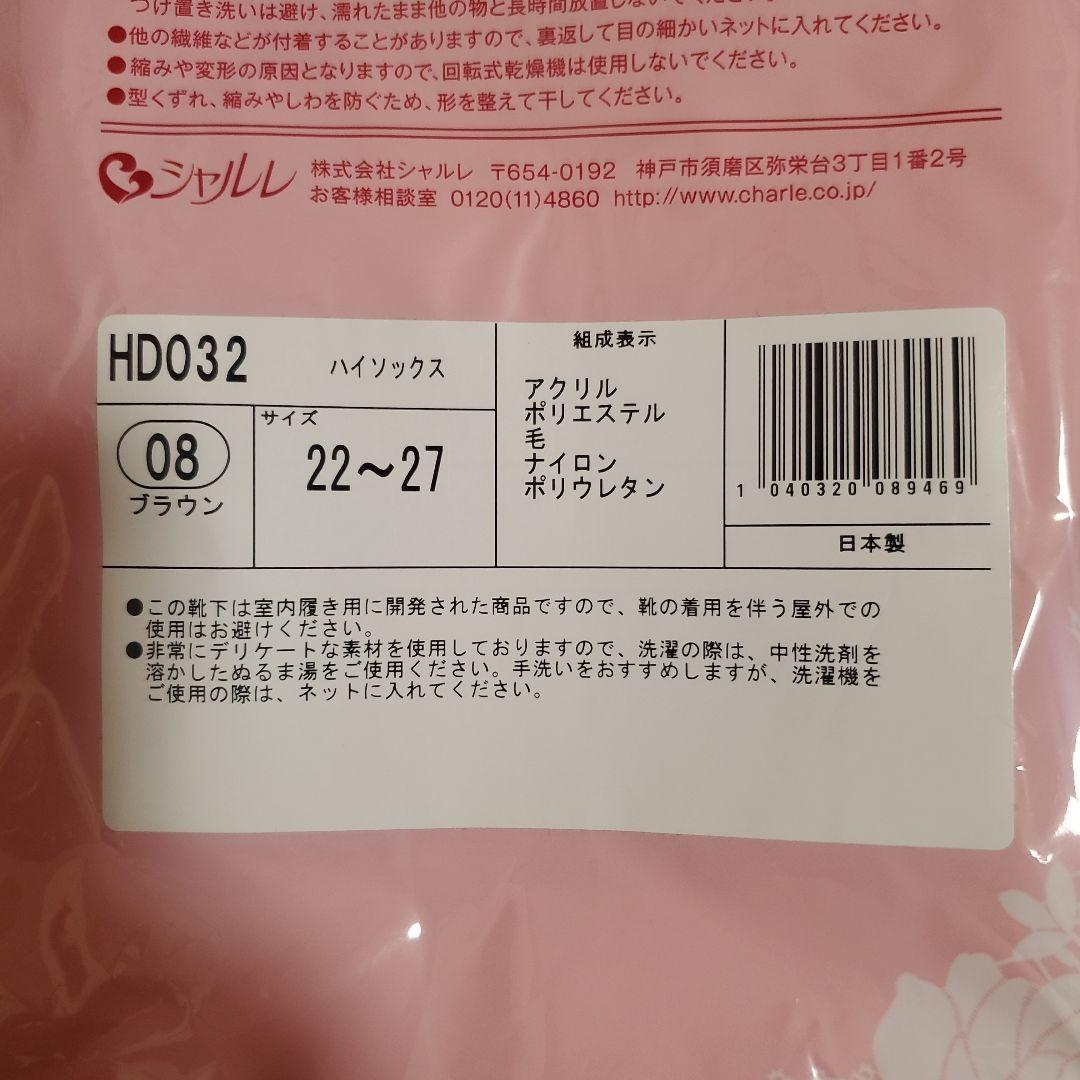 つけ置き洗いは避け、濡れたまま他の物と長時間放置しないでください。
●他の繊維などが付着することがありますので、裏返して目の細かいネットに入れてください。
●縮みや変形の原因となりますので、回転式乾燥機は使用しないでください。
●型くずれ、縮みやしわを防ぐため、形を整えて干してください。
シャルレ 株式会社シャルレ 〒654-0192 神戸市須磨区弥栄台3丁目1番2号
お客様相談室 0120(11)4860 http://www.charle.co.jp/
HD032 ハイソックス
08
ブラウン
サイズ
22〜27
組成表示
アクリル
ポリエステル
毛
ナイロン
ポリウレタン
1 040320 089469
日本製
●この靴下は室内履き用に開発された商品ですので、靴の着用を伴う屋外での
使用はお避けください。
●非常にデリケートな素材を使用しておりますので、洗濯の際は、中性洗剤を
溶かしたぬるま湯をご使用ください。手洗いをおすすめしますが、洗濯機を
ご使用の際は、ネットに入れてください。